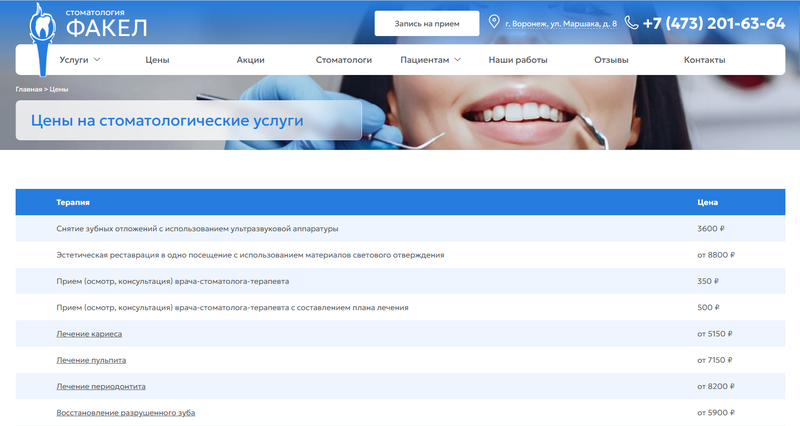 стоматология
ФАКЕЛ
Запись на прием
г. Воронеж, ул. Маршака, д. 8
+7 (473) 201-63-64
Услуги
Цены
Акции
Стоматологи
Пациентам
Наши работы
Отзывы
Контакты
Главная > Цены
Цены на стоматологические услуги
Терапия Цена
Снятие зубных отложений с использованием ультразвуковой аппаратуры 3600 ₽
Эстетическая реставрация в одно посещение с использованием материалов светового отверждения от 8800 ₽
Прием (осмотр, консультация) врача-стоматолога-терапевта 350 ₽
Прием (осмотр, консультация) врача-стоматолога-терапевта с составлением плана лечения 500 ₽
Лечение кариеса от 5150 ₽
Лечение пульпита от 7150 ₽
Лечение периодонтита от 8200 ₽
Восстановление разрушенного зуба от 5900 ₽